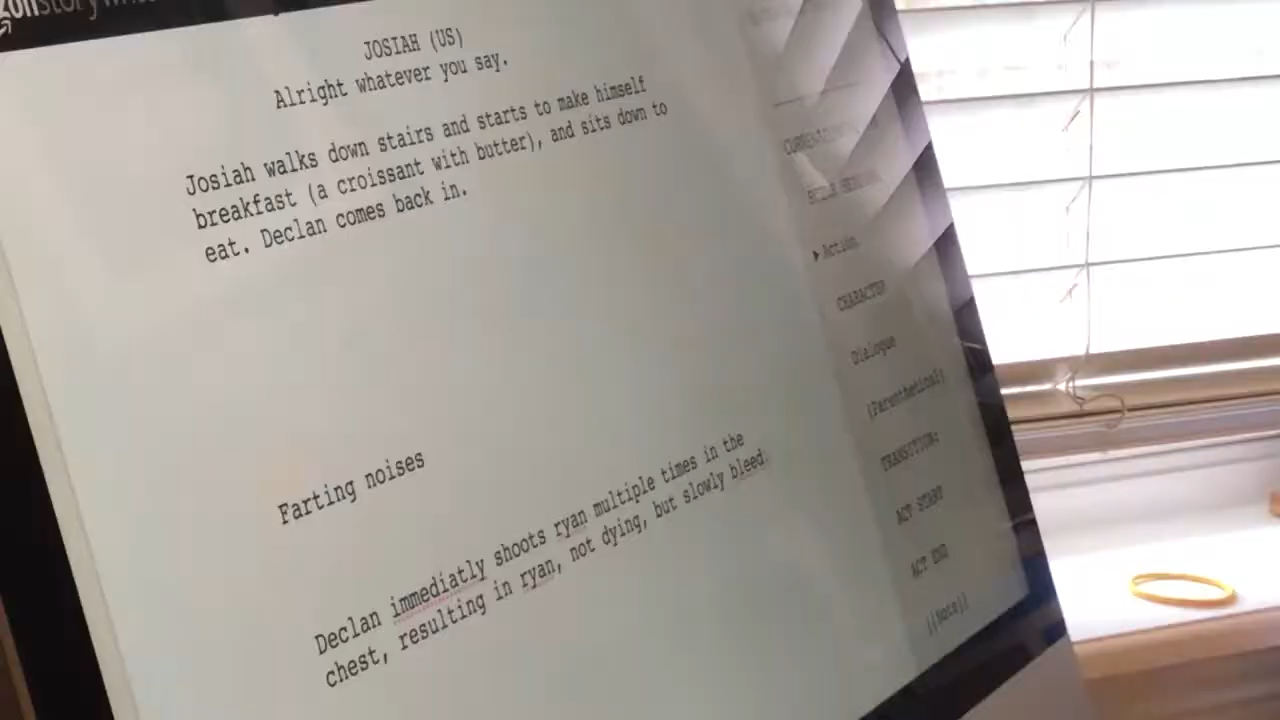 JOSIAH (US)
Alright whatever you say.
Josiah walks down stairs and starts to make himself
breakfast (a croissant with butter), and sits down to
eat. Declan comes back in.
Farting noises
Declan immediatly shoots ryan multiple times in the
chest, resulting in ryan, not dying, but slowly bleed.
Action
CHARACTER
Dialogue
(Parenthetical)
TRANSITION:
ACT START
ACT END
[[Note]]